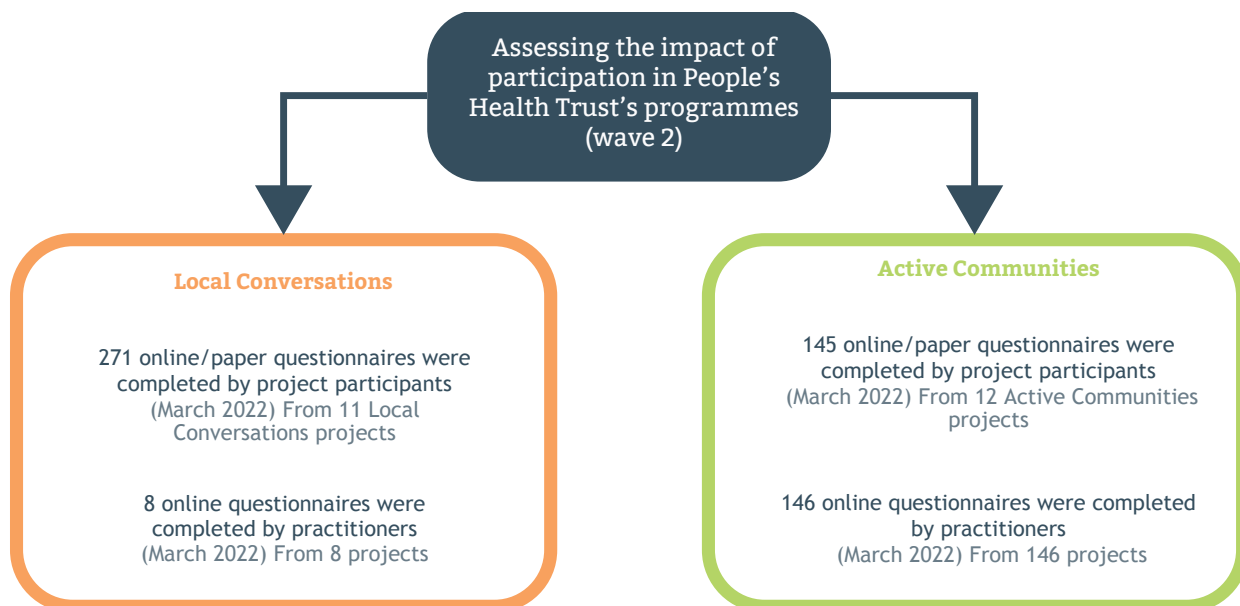 Assessing the impact of
participation in People’s
Health Trust’s programmes
(wave 2)
Local Conversations
271 online/paper questionnaires were
completed by project participants
(March 2022) From 11 Local
Conversations projects
8 online questionnaires were
completed by practitioners
(March 2022) From 8 projects
Active Communities
145 online/paper questionnaires were
completed by project participants
(March 2022) From 12 Active Communities
projects
146 online questionnaires were completed
by practitioners
(March 2022) From 146 projects